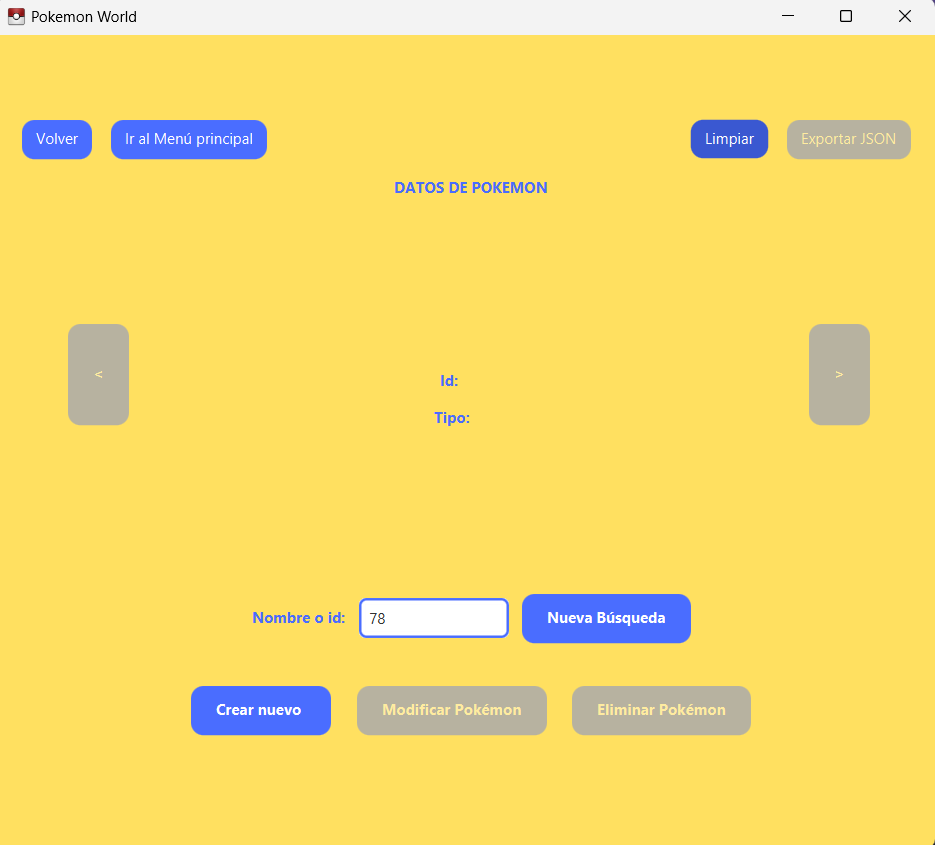 Pokemon World
Volver
Ir al Menú principal
Limpiar
Exportar JSON
DATOS DE POKEMON
<
>
Id:
Tipo:
Nombre o id:
78
Nueva Búsqueda
Crear nuevo
Modificar Pokémon
Eliminar Pokémon